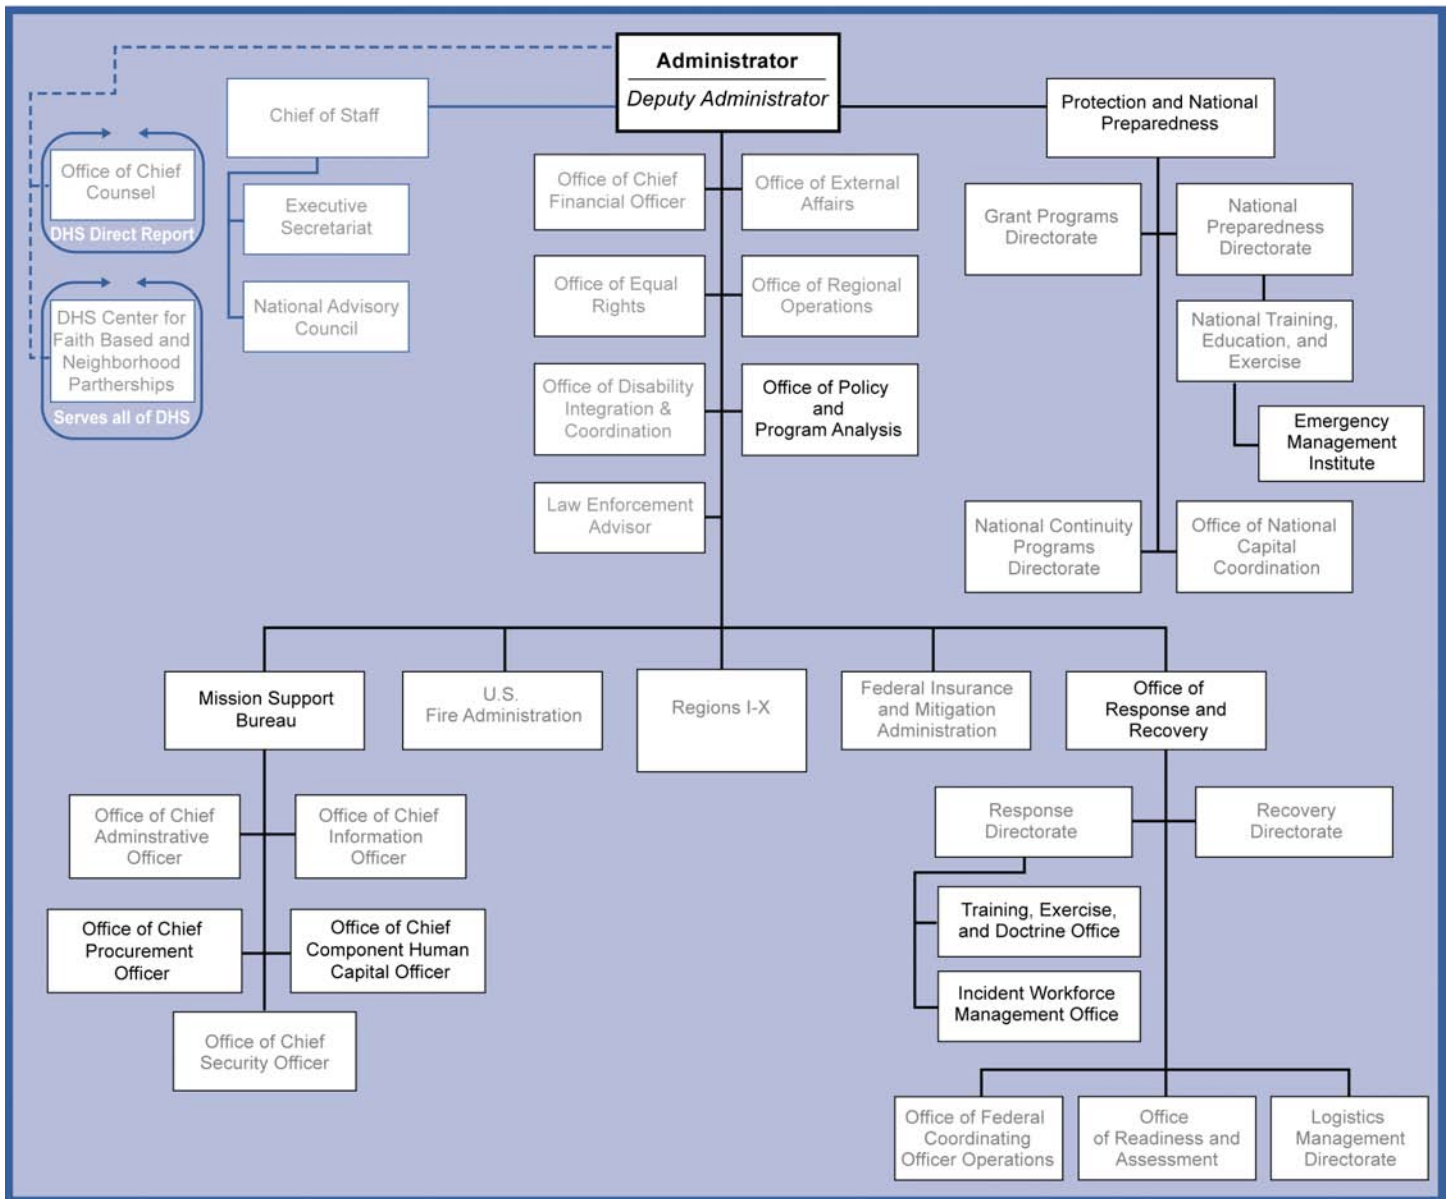 Administrator
Deputy Administrator
Chief of Staff
Office of Chief
Counsel
DHS Direct Report
Executive
Secretariat
National Advisory
Council
DHS Center for
Faith Based and
Neighborhood
Partherships
Serves all of DHS
Office of Chief
Financial Officer
Office of External
Affairs
Office of Equal
Rights
Office of Regional
Operations
Office of Disability
Integration &
Coordination
Office of Policy
and
Program Analysis
Law Enforcement
Advisor
Protection and National
Preparedness
Grant Programs
Directorate
National
Preparedness
Directorate
National Training,
Education, and
Exercise
Emergency
Management
Institute
National Continuity
Programs
Directorate
Office of National
Capital
Coordination
Mission Support
Bureau
U.S.
Fire Administration
Regions I-X
Federal Insurance
and Mitigation
Administration
Office of
Response and
Recovery
Office of Chief
Adminstrative
Officer
Office of Chief
Information
Officer
Office of Chief
Procurement
Officer
Office of Chief
Component Human
Capital Officer
Office of Chief
Security Officer
Response
Directorate
Recovery
Directorate
Training, Exercise,
and Doctrine Office
Incident Workforce
Management Office
Office of Federal
Coordinating
Officer Operations
Office
of Readiness and
Assessment
Logistics
Management
Directorate